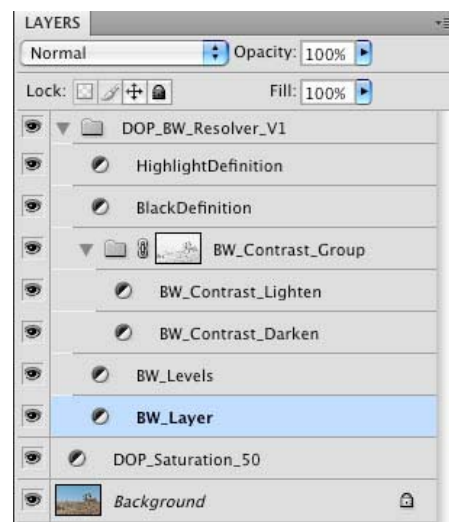 LAYERS
Normal Opacity: 100%
Lock: Fill: 100%
DOP_BW_Resolver_V1
HighlightDefinition
BlackDefinition
BW_Contrast_Group
BW_Contrast_Lighten
BW_Contrast_Darken
BW_Levels
BW_Layer
DOP_Saturation_50
Background